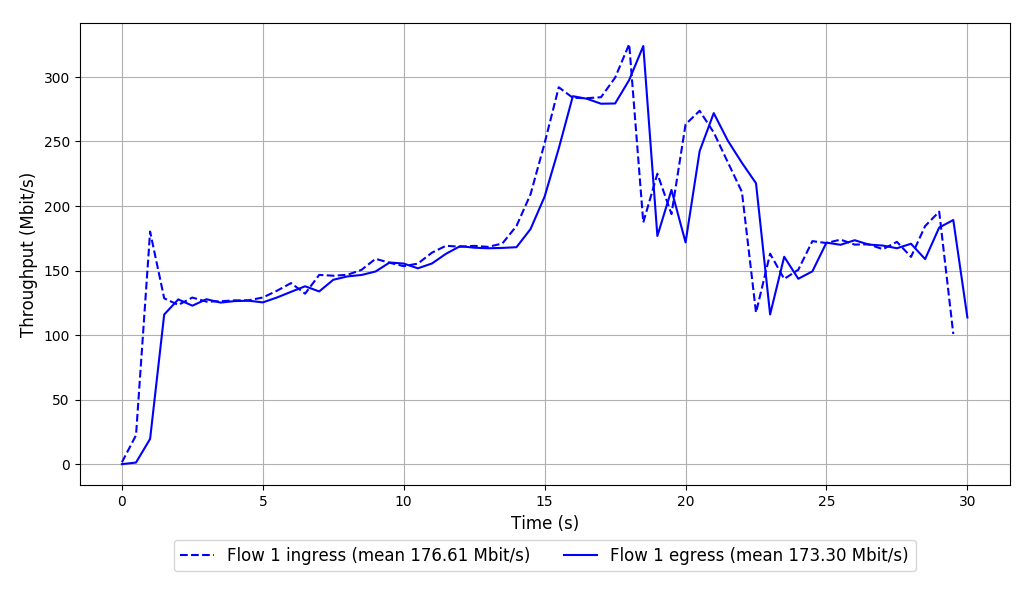 Throughput (Mbit/s)
300
250
200
150
100
50
0
0 5 10 15 20 25 30
Time (s)
Flow 1 ingress (mean 176.61 Mbit/s) Flow 1 egress (mean 173.30 Mbit/s)